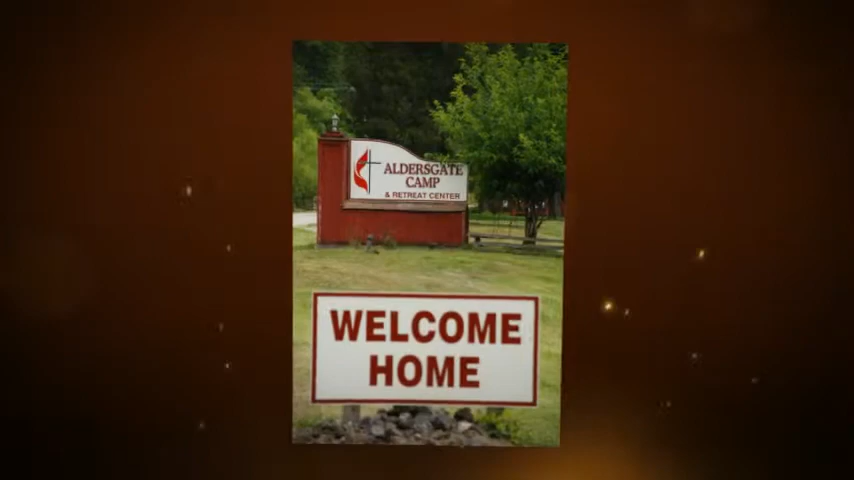 ALDERSGATE
CAMP
& RETREAT CENTER
WELCOME
HOME